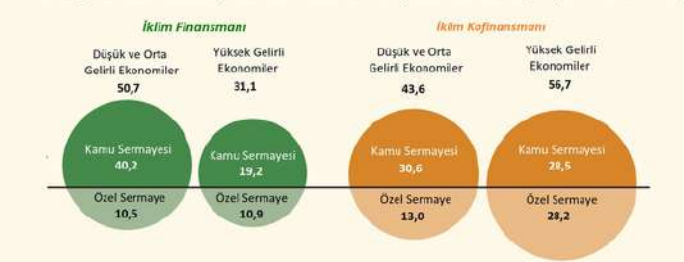 İklim Finansmanı
Düşük ve Orta
Gelirli Ekonomiler
50,7
Yüksek Gelirli
Ekonomiler
31,1
Kamu Sermayesi
40,2
Özel Sermaye
10,5
Kamu Sermayesi
19,2
Özel Sermaye
10,9
İklim Kofinansmanı
Düşük ve Orta
Gelirli Ekonomiler
43,6
Yüksek Gelirli
Ekonomiler
56,7
Kamu Sermayesi
30,6
Özel Sermaye
13,0
Kamu Sermayesi
28,5
Özel Sermaye
28,2